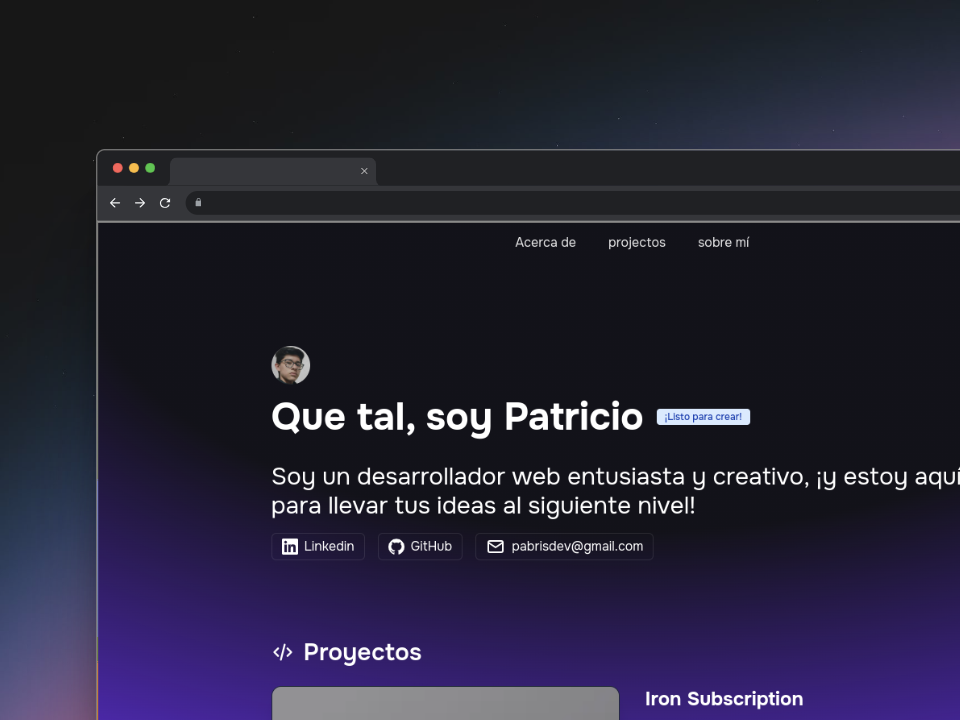 Acerca de projectos sobre mí
Que tal, soy Patricio ¡Listo para crear!
Soy un desarrollador web entusiasta y creativo, ¡y estoy aquí
para llevar tus ideas al siguiente nivel!
Linkedin GitHub pabrisdev@gmail.com
</> Proyectos
Iron Subscription